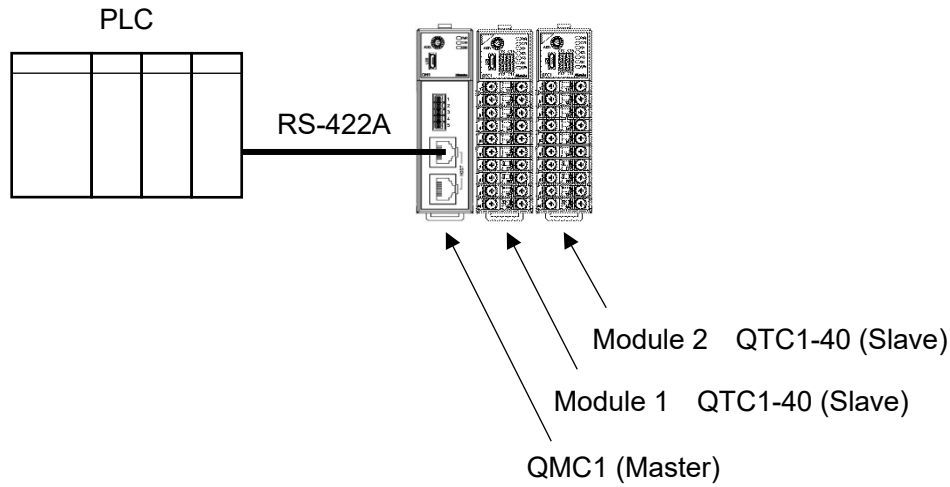 PLC
RS-422A
Module 2 QTC1-40 (Slave)
Module 1 QTC1-40 (Slave)
QMC1 (Master)